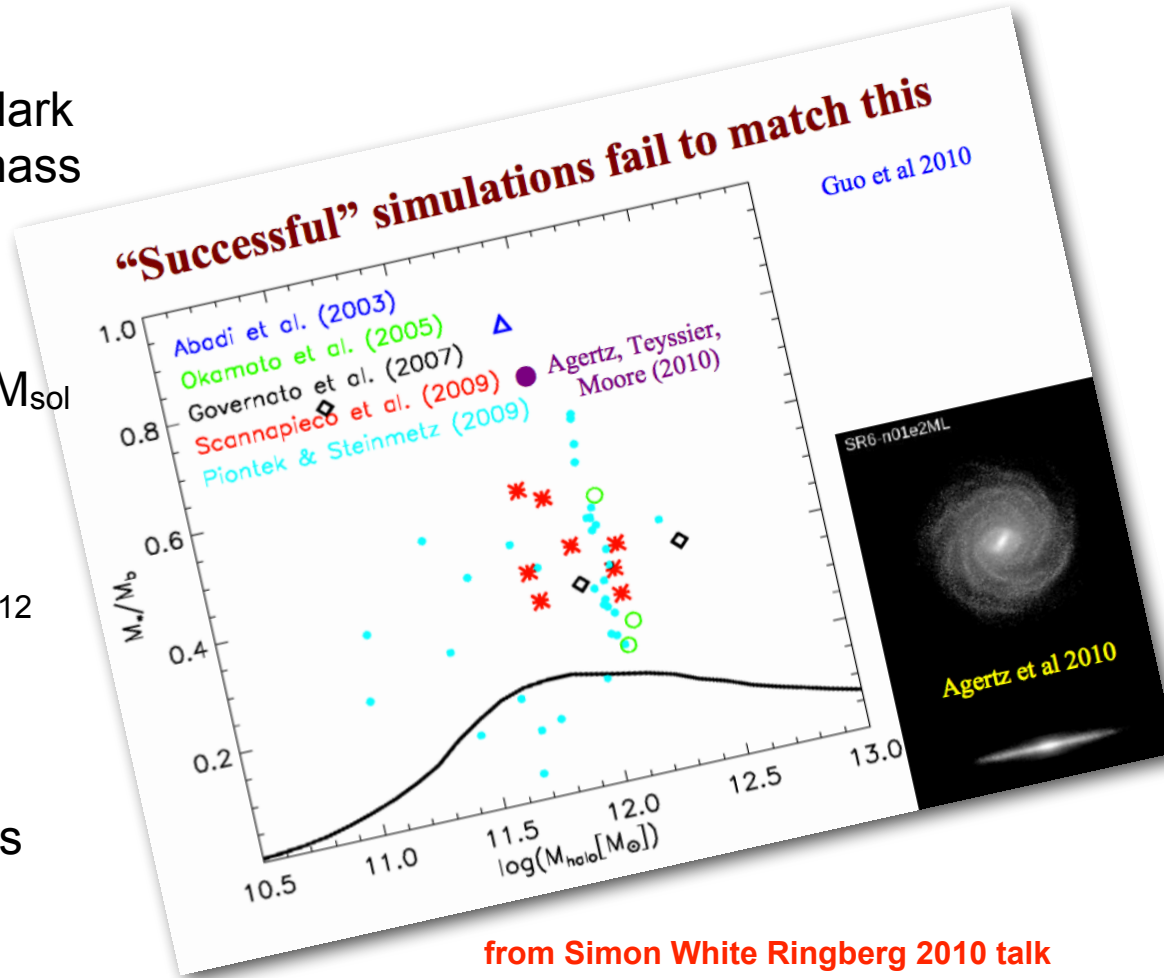 lark
nass
Msol
12
s
“Successful” simulations fail to match this
Guo et al 2010
Abadi et al. (2003)
Okamoto et al. (2005)
Governato et al. (2007)
Scannapieco et al. (2009)
Piontek & Steinmetz (2009)
Agertz, Teyssier,
Moore (2010)
1.0
0.8
0.6
0.4
0.2
M*/Mb
10.5
11.0
11.5
12.0
12.5
13.0
log(Mhalo[M☉])
SR6-n01e2ML
Agertz et al 2010
from Simon White Ringberg 2010 talk